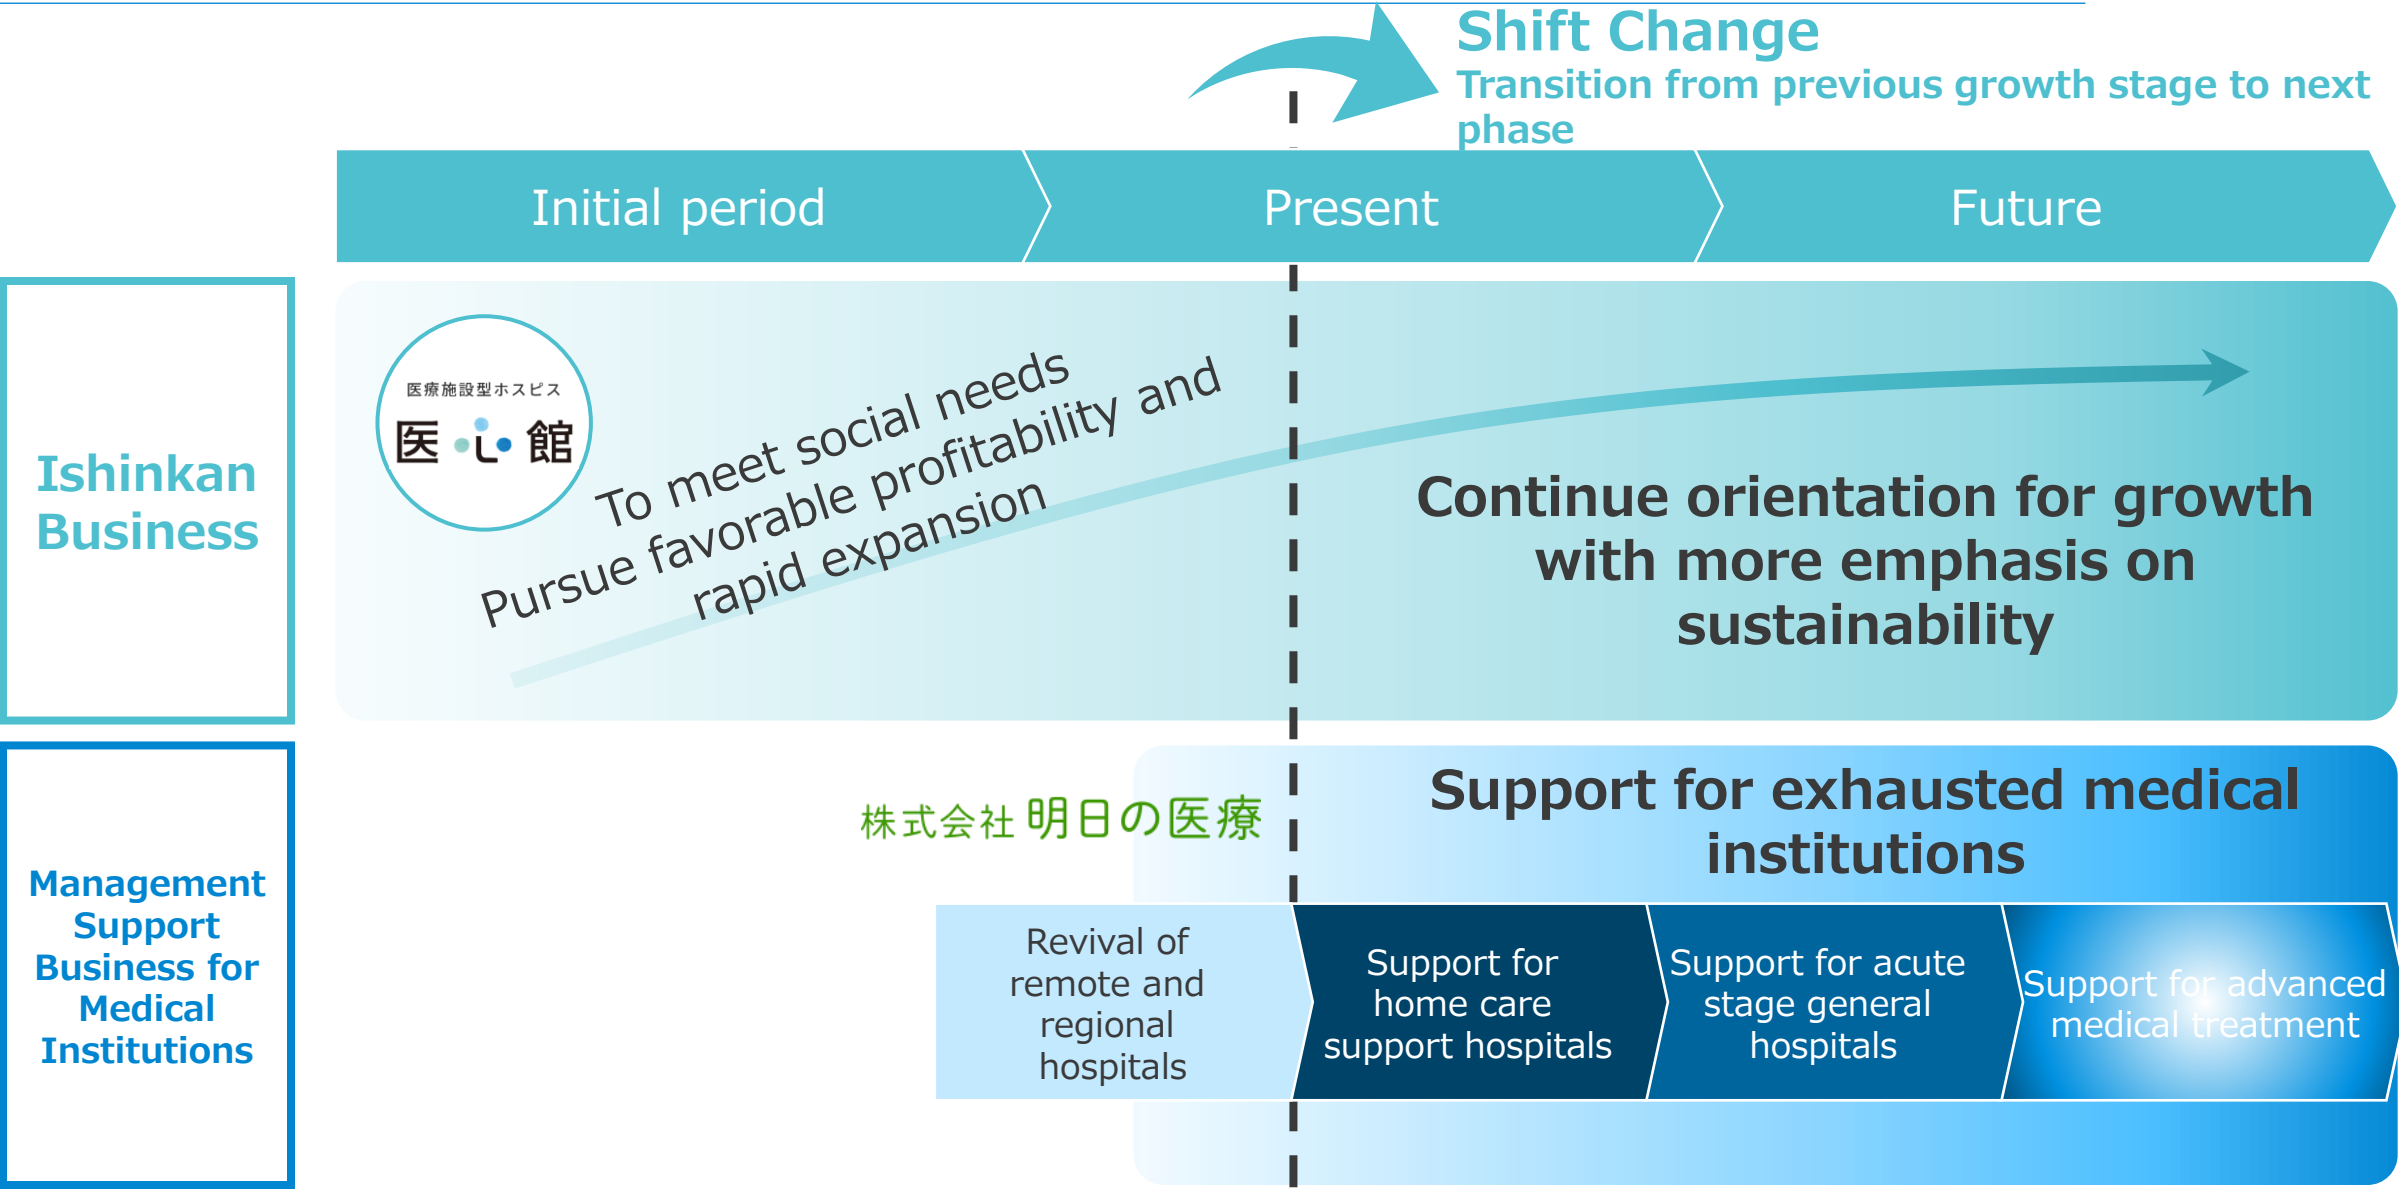 Shift Change
Transition from previous growth stage to next
phase
Initial period
Present
Future
Ishinkan
Business
医療施設型ホスピス
医心館
To meet social needs
Pursue favorable profitability and
rapid expansion
Continue orientation for growth
with more emphasis on
sustainability
Management
Support
Business for
Medical
Institutions
株式会社 明日の医療
Support for exhausted medical
institutions
Revival of
remote and
regional
hospitals
Support for
home care
support hospitals
Support for acute
stage general
hospitals
Support for advanced
medical treatment